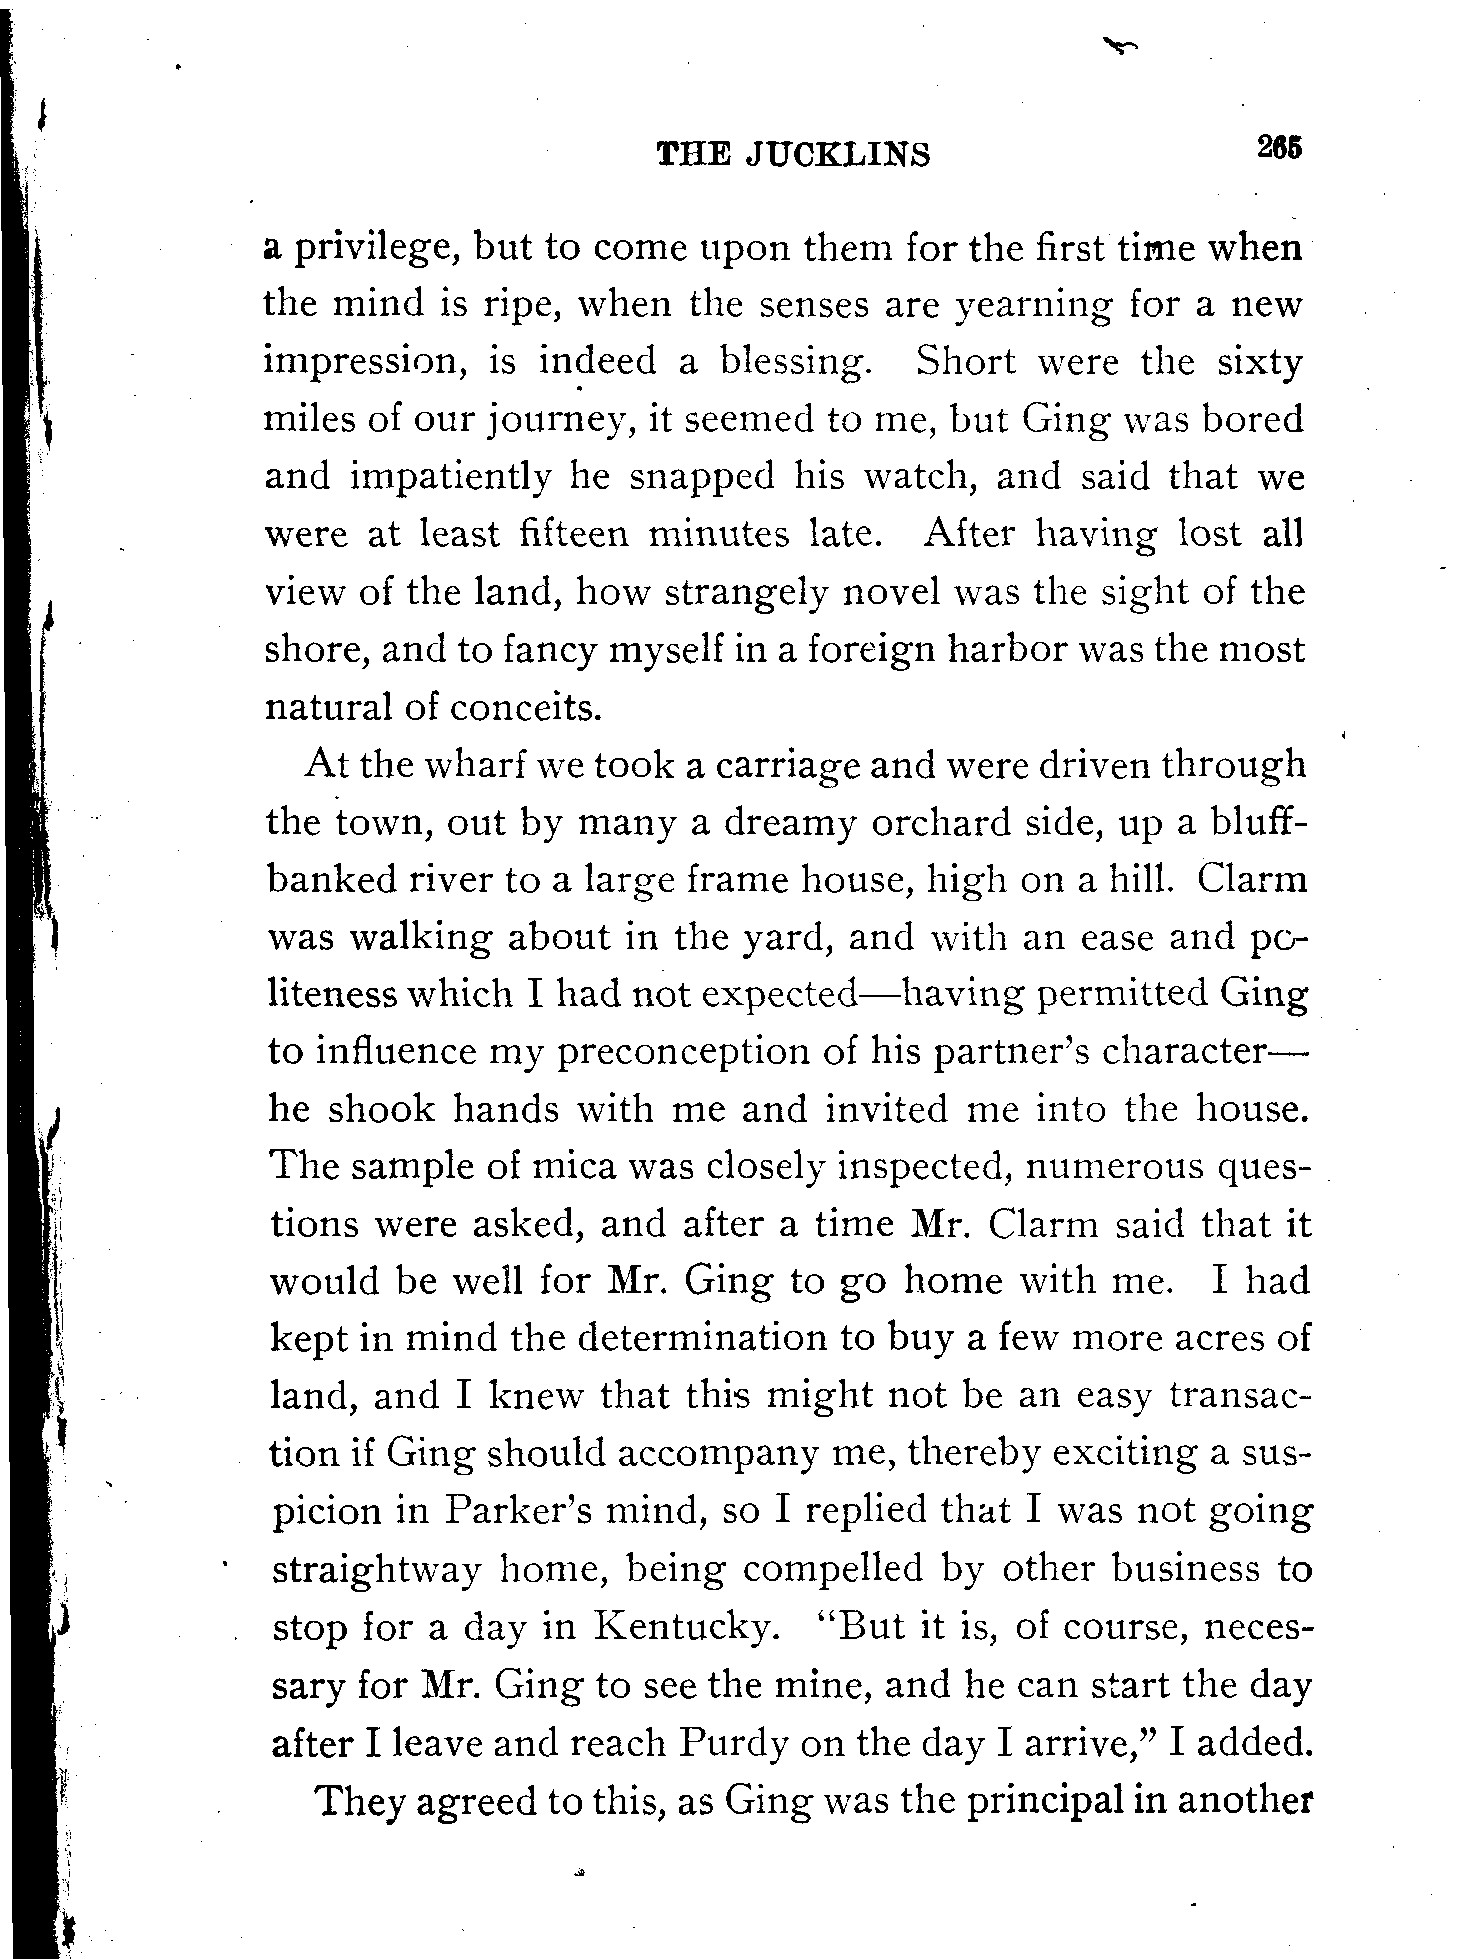 THE JUCKLINS 265
a privilege, but to come upon them for the first time when
the mind is ripe, when the senses are yearning for a new
impression, is indeed a blessing. Short were the sixty
miles of our journey, it seemed to me, but Ging was bored
and impatiently he snapped his watch, and said that we
were at least fifteen minutes late. After having lost all
view of the land, how strangely novel was the sight of the
shore, and to fancy myself in a foreign harbor was the most
natural of conceits.
At the wharf we took a carriage and were driven through
the town, out by many a dreamy orchard side, up a bluff-
banked river to a large frame house, high on a hill. Clarm
was walking about in the yard, and with an ease and po-
liteness which I had not expected—having permitted Ging
to influence my preconception of his partner's character—
he shook hands with me and invited me into the house.
The sample of mica was closely inspected, numerous ques-
tions were asked, and after a time Mr. Clarm said that it
would be well for Mr. Ging to go home with me. I had
kept in mind the determination to buy a few more acres of
land, and I knew that this might not be an easy transac-
tion if Ging should accompany me, thereby exciting a sus-
picion in Parker's mind, so I replied that I was not going
straightway home, being compelled by other business to
stop for a day in Kentucky. "But it is, of course, neces-
sary for Mr. Ging to see the mine, and he can start the day
after I leave and reach Purdy on the day I arrive," I added.
They agreed to this, as Ging was the principal in another